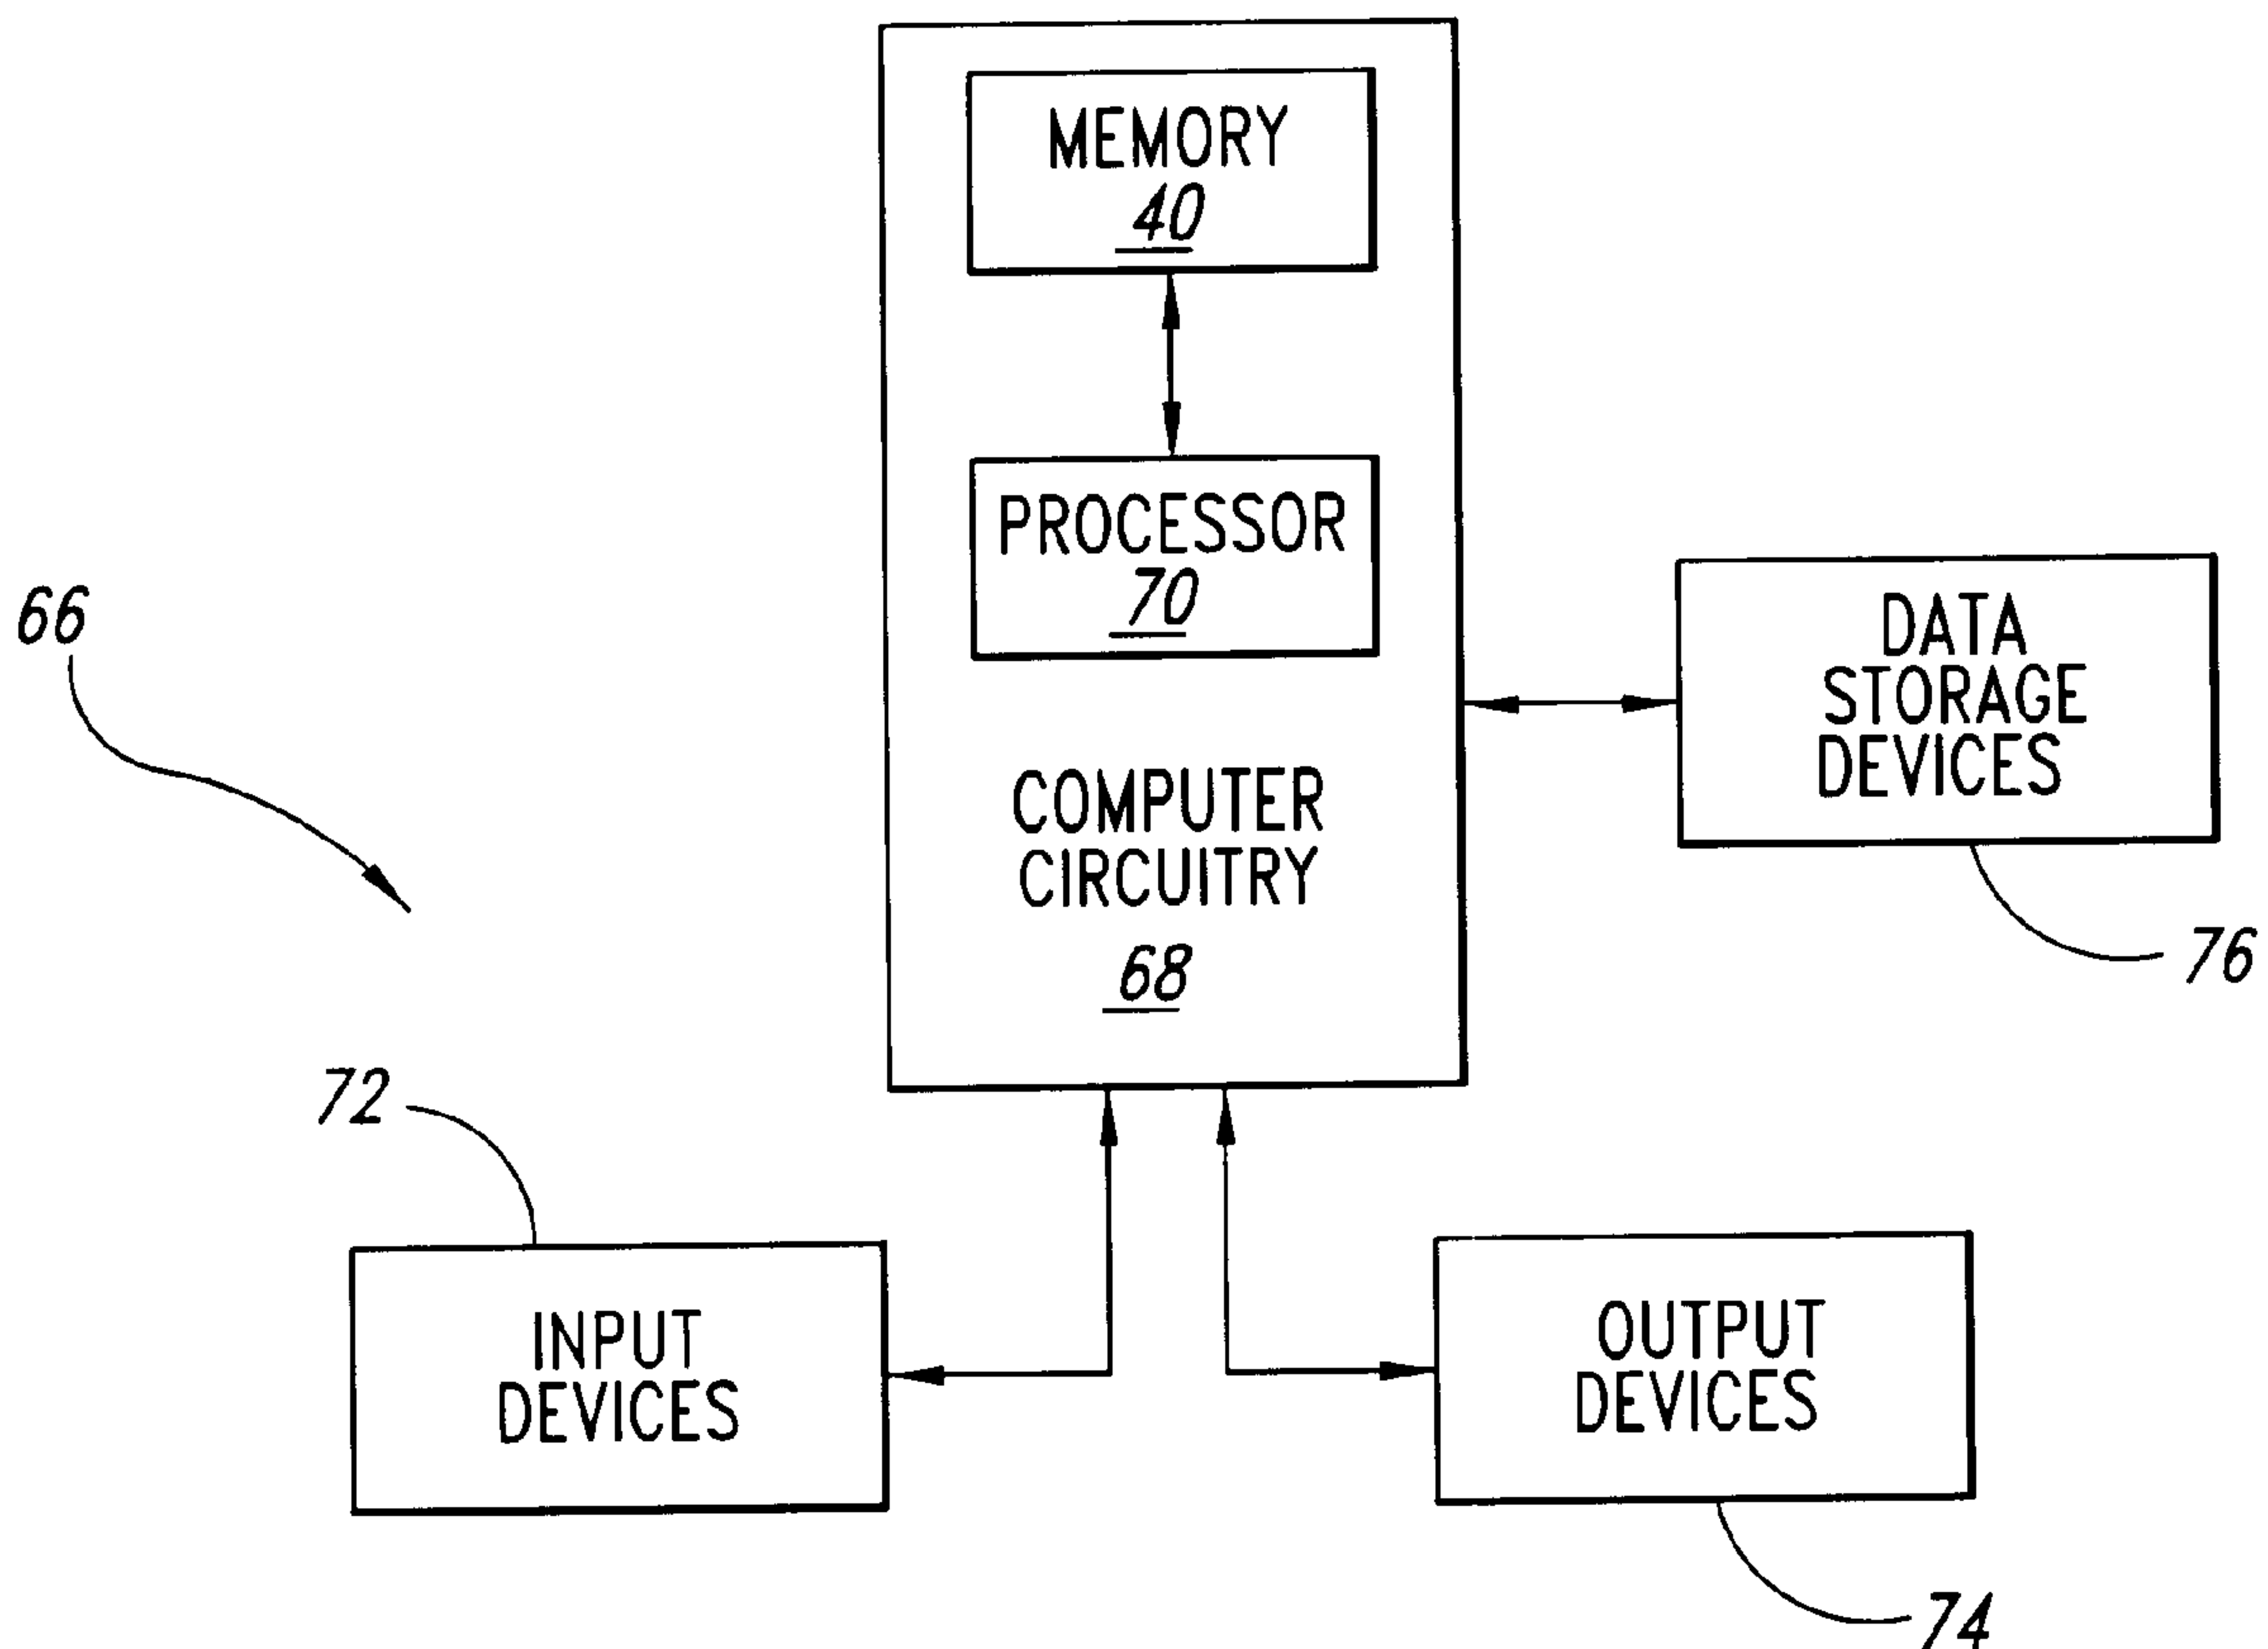 MEMORY
40
PROCESSOR
70
66
DATA
STORAGE
DEVICES
COMPUTER
CIRCUITRY
68
76
72
INPUT
DEVICES
OUTPUT
DEVICES
74